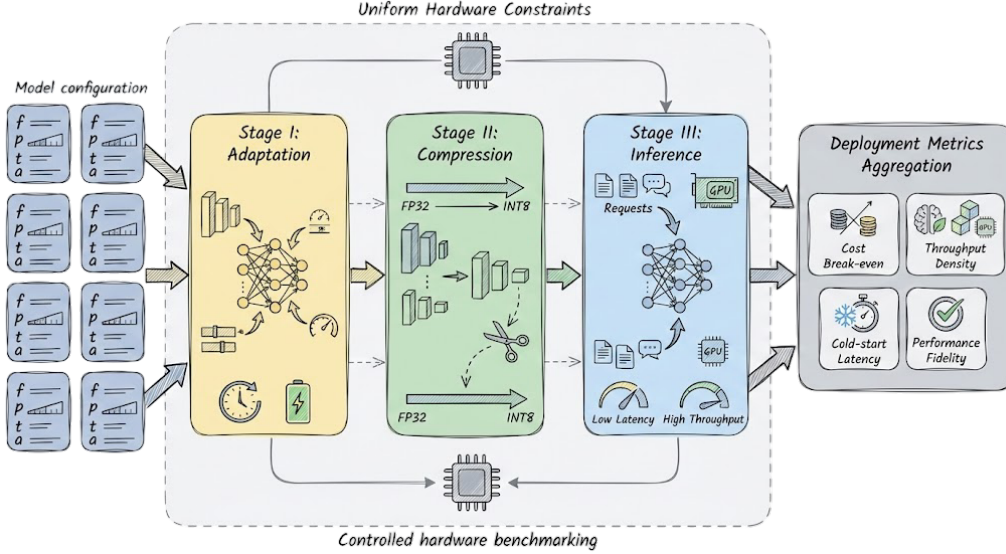 Uniform Hardware Constraints
Model configuration
f
p
t
a
f
p
t
a
f
p
t
a
f
p
t
a
f
p
t
a
f
p
t
a
f
p
t
a
f
p
t
a
Stage I:
Adaptation
Stage II:
Compression
FP32
INT8
FP32
INT8
Stage III:
Inference
GPU
Requests
GPU
Low Latency
High Throughput
Deployment Metrics
Aggregation
Cost
Break-even
GPU
Throughput
Density
Cold-start
Latency
Performance
Fidelity
Controlled hardware benchmarking